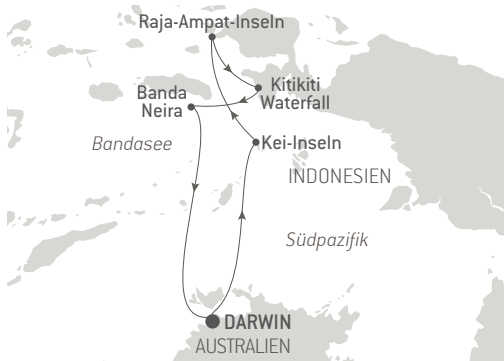 Raja-Ampat-Inseln
Kitikiti
Waterfall
Banda
Neira
Bandasee
Kei-Inseln
INDONESIEN
Südpazifik
DARWIN
AUSTRALIEN